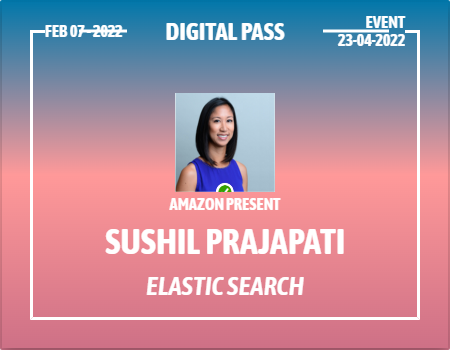 FEB 07 - 2022
DIGITAL PASS
EVENT
23-04-2022
AMAZON PRESENT
SUSHIL PRAJAPATI
ELASTIC SEARCH